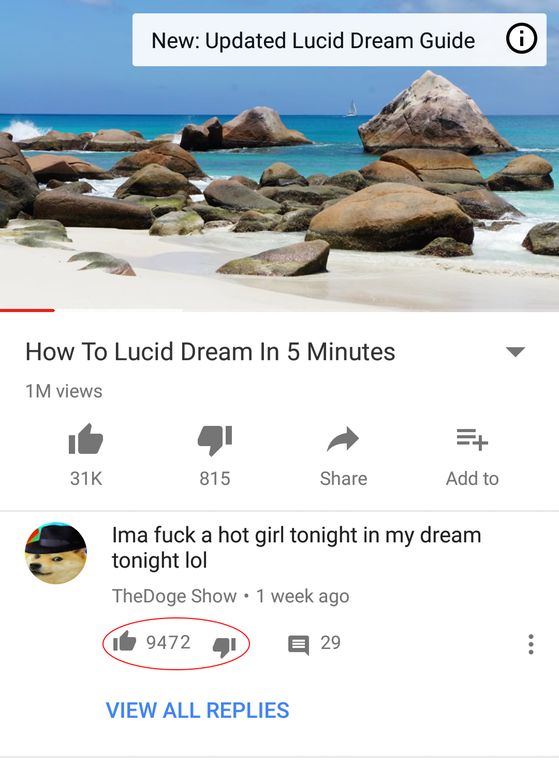 New: Updated Lucid Dream Guide
How To Lucid Dream In 5 Minutes
1M views
31K
815
Share
Add to
Ima fuck a hot girl tonight in my dream
tonight lol
TheDoge Show • 1 week ago
9472
29
VIEW ALL REPLIES